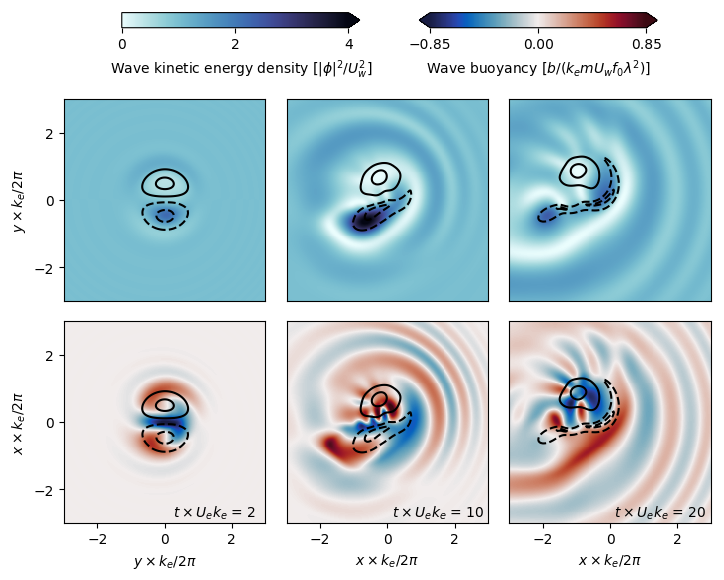 0 2 4
−0.85 0.00 0.85
Wave kinetic energy density [|ϕ|²/U_w²]
Wave buoyancy [b/(k_e m U_w f_0 λ²)]
2
0
−2
y × k_e/2π
2
0
−2
x × k_e/2π
t × U_e k_e = 2
t × U_e k_e = 10
t × U_e k_e = 20
−2 0 2
−2 0 2
−2 0 2
y × k_e/2π
x × k_e/2π
x × k_e/2π